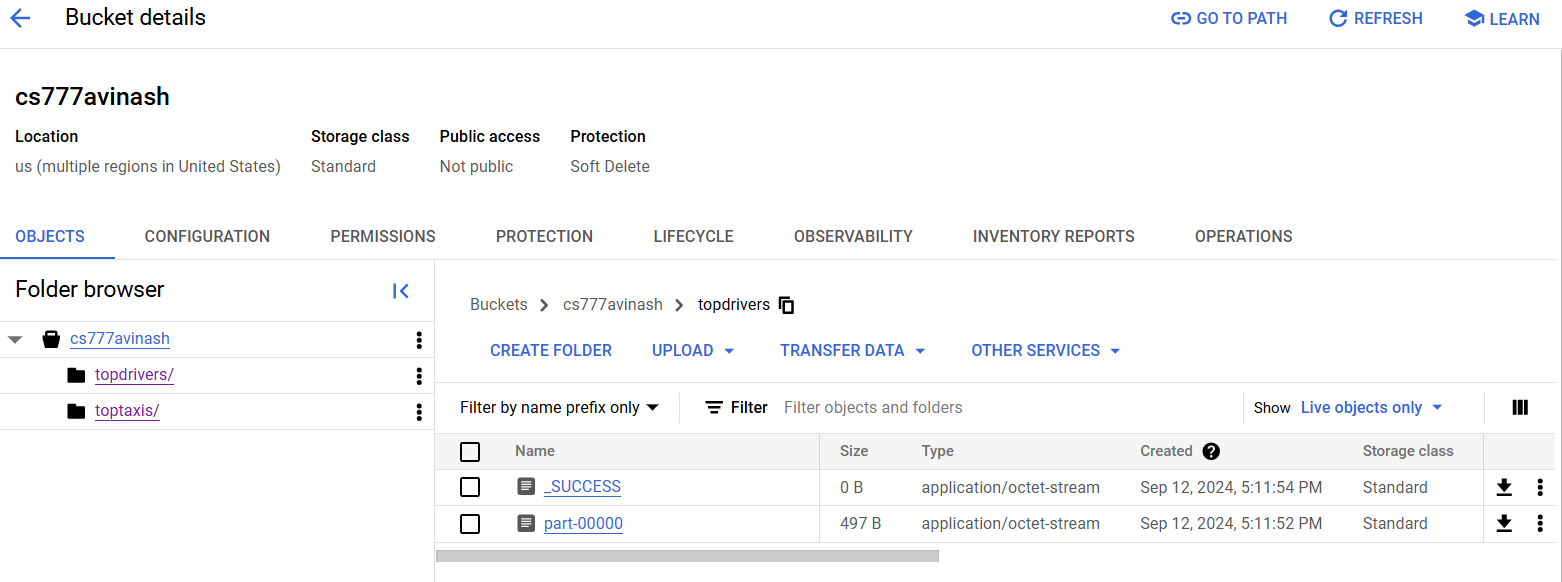 Bucket details
GO TO PATH REFRESH LEARN
cs777avinash
Location Storage class Public access Protection
us (multiple regions in United States) Standard Not public Soft Delete
OBJECTS CONFIGURATION PERMISSIONS PROTECTION LIFECYCLE OBSERVABILITY INVENTORY REPORTS OPERATIONS
Folder browser
cs777avinash
topdrivers/
toptaxis/
Buckets cs777avinash topdrivers
CREATE FOLDER UPLOAD TRANSFER DATA OTHER SERVICES
Filter by name prefix only Filter Filter objects and folders Show Live objects only
Name Size Type Created ? Storage class
_SUCCESS 0 B application/octet-stream Sep 12, 2024, 5:11:54 PM Standard
part-00000 497 B application/octet-stream Sep 12, 2024, 5:11:52 PM Standard